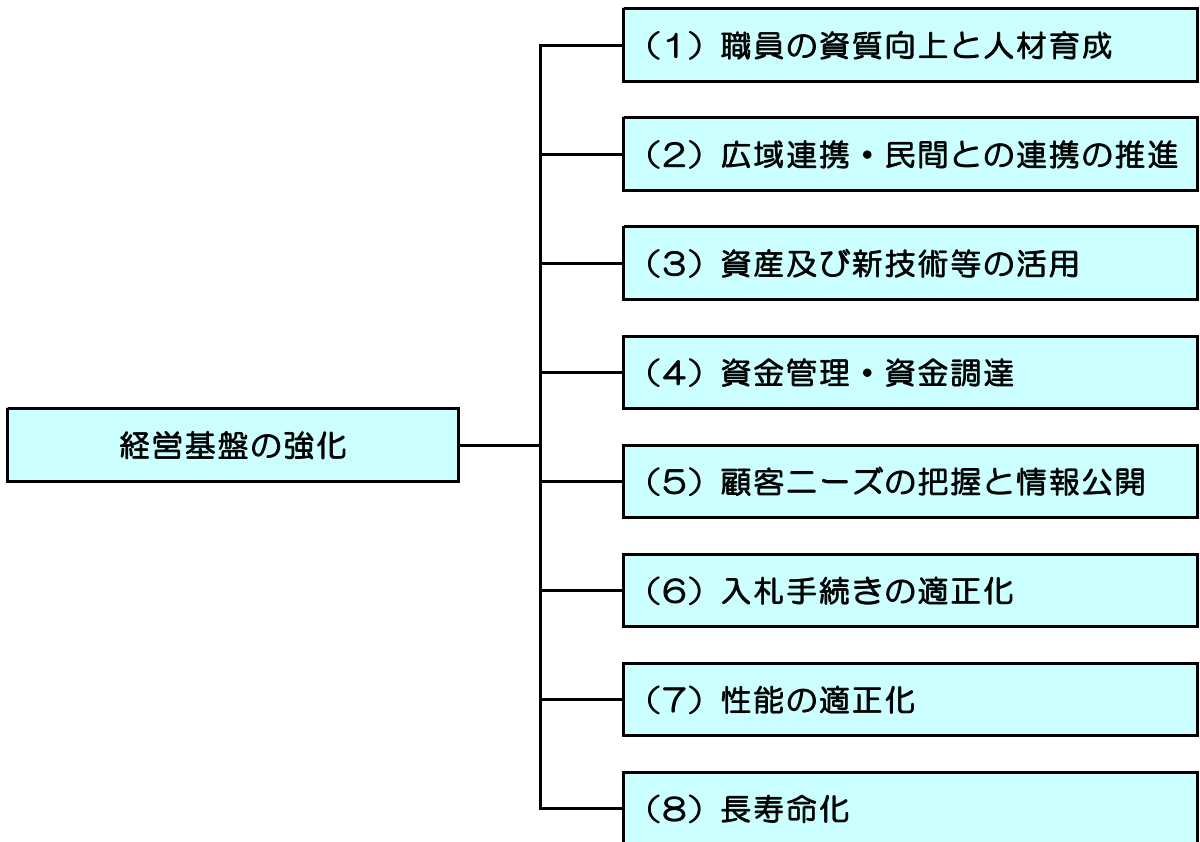 （1）職員の資質向上と人材育成
（2）広域連携・民間との連携の推進
（3）資産及び新技術等の活用
（4）資金管理・資金調達
経営基盤の強化
（5）顧客ニーズの把握と情報公開
（6）入札手続きの適正化
（7）性能の適正化
（8）長寿命化